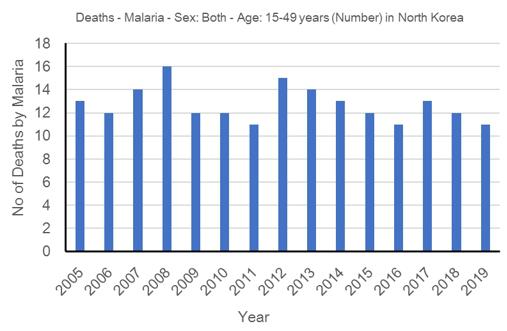 Deaths - Malaria - Sex: Both - Age: 15-49 years (Number) in North Korea
No of Deaths by Malaria
18
16
14
12
10
8
6
4
2
0
2005 2006 2007 2008 2009 2010 2011 2012 2013 2014 2015 2016 2017 2018 2019
Year